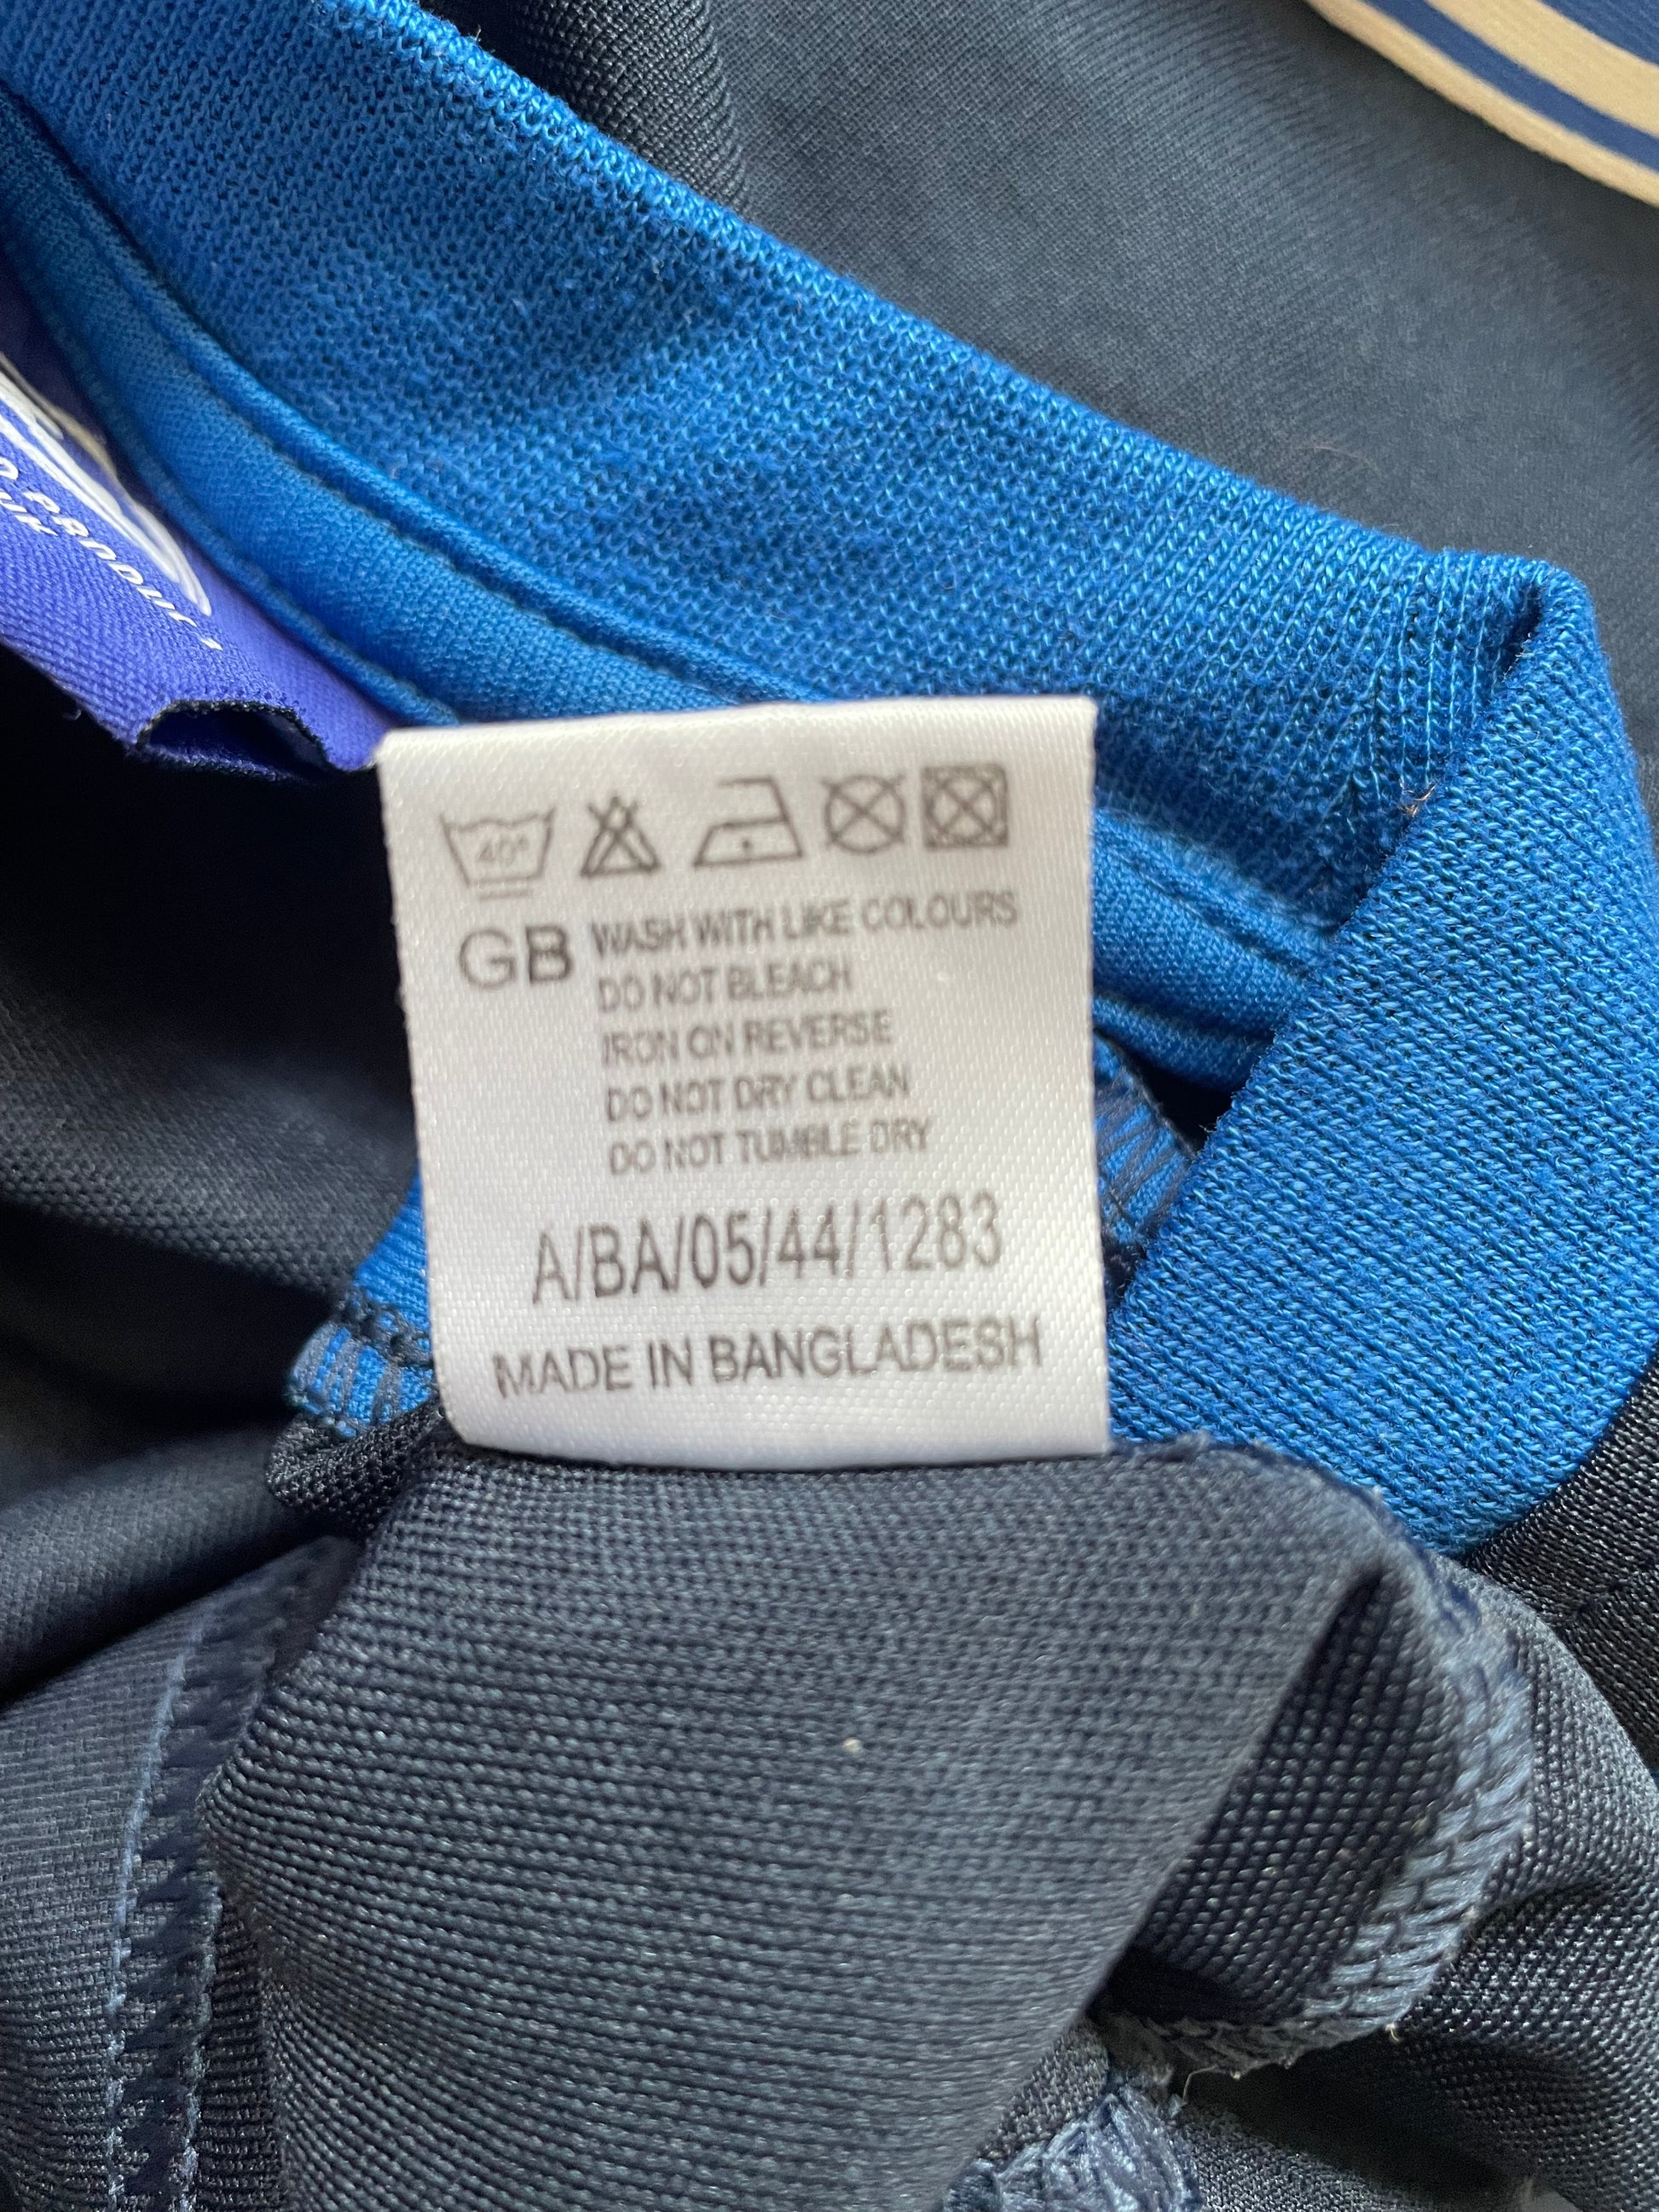 UK
40°
GB WASH WITH LIKE COLOURS
DO NOT BLEACH
IRON ON REVERSE
DO NOT DRY CLEAN
DO NOT TUMBLE DRY
A/BA/05/44/1283
MADE IN BANGLADESH